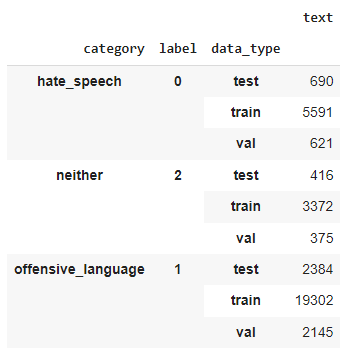 text
category label data_type
hate_speech 0 test 690
train 5591
val 621
neither 2 test 416
train 3372
val 375
offensive_language 1 test 2384
train 19302
val 2145